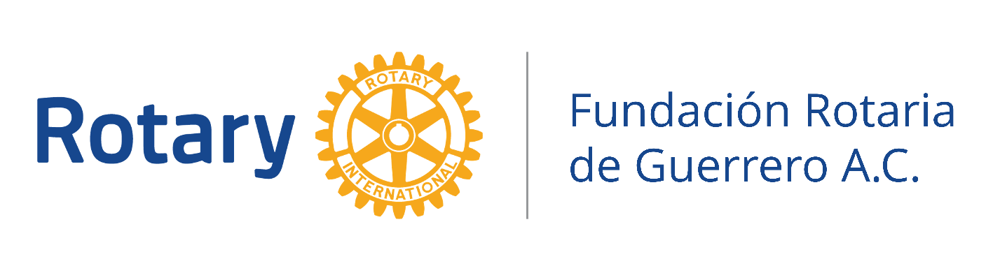 Rotary
ROTARY
INTERNATIONAL
Fundación Rotaria
de Guerrero A.C.